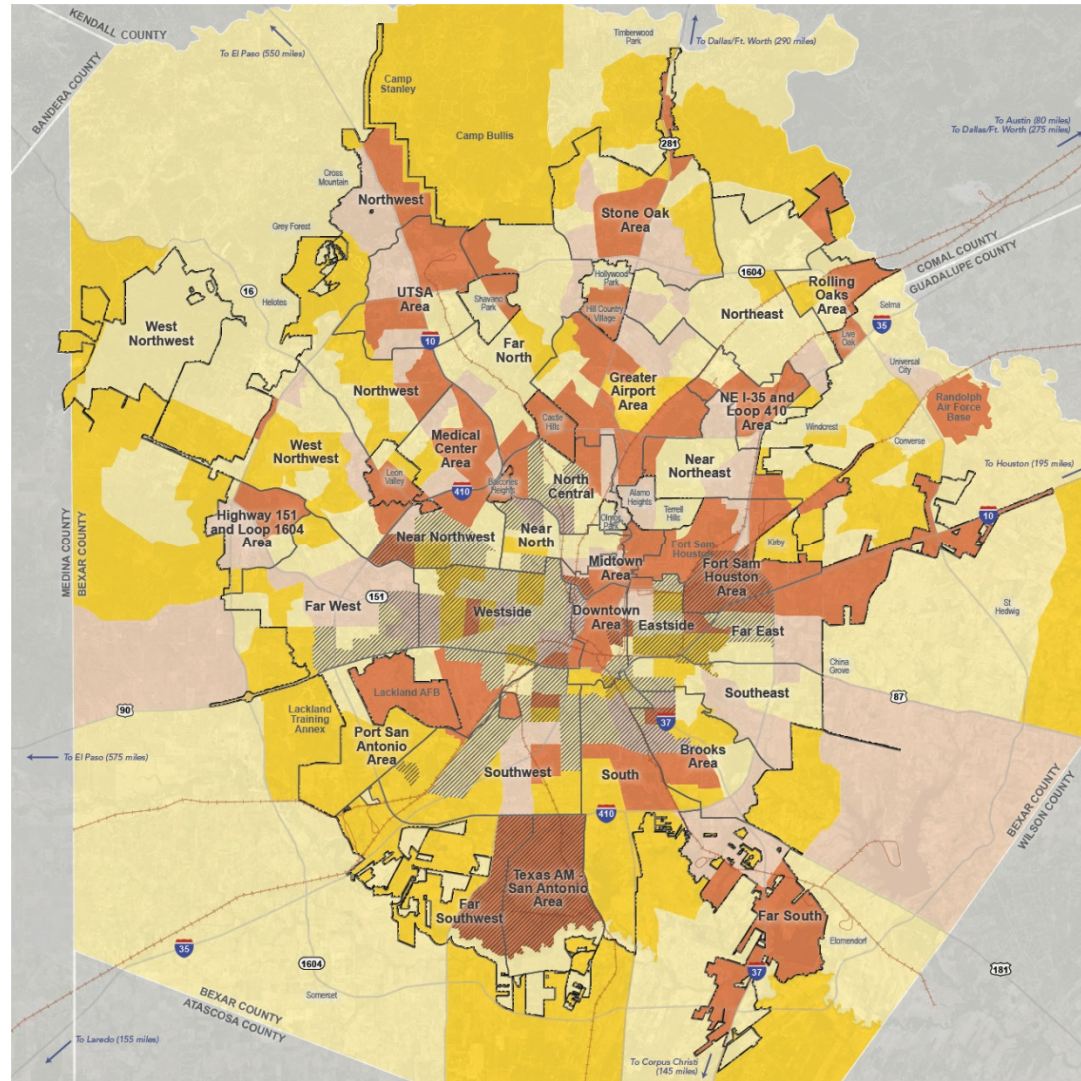 KENDALL COUNTY
BANDERA COUNTY
To El Paso (550 miles)
Timberwood
Park
To Dallas/Ft. Worth (290 miles)
To Austin (80 miles)
To Dallas/Ft. Worth (275 miles)
Camp
Stanley
Camp Bullis
281
Cross
Mountain
Northwest
Grey Forest
Stone Oak
Area
COMAL COUNTY
GUADALUPE COUNTY
16
Helotes
UTSA
Area
Shavano
Park
Hollywood
Park
Hill Country
Village
1604
Rolling
Oaks
Area
Selma
35
West
Northwest
10
Far
North
Northeast
Live
Oak
Universal
City
Northwest
Greater
Airport
Area
NE I-35 and
Loop 410
Area
Randolph
Air Force
Base
Castle
Hills
Windcrest
Converse
West
Northwest
Medical
Center
Area
Leon
Valley
410
Balcones
Heights
North
Central
Near
Northeast
To Houston (195 miles)
Alamo
Heights
Olmos
Park
Terrell
Hills
Highway 151
and Loop 1604
Area
Near Northwest
Near
North
Kirby
10
Fort Sam
Houston
Midtown
Area
Fort Sam
Houston
Area
MEDINA COUNTY
BEXAR COUNTY
Far West
151
Westside
Downtown
Area
Eastside
Far East
St
Hedwig
China
Grove
Lackland AFB
Southeast
90
Lackland
Training
Annex
87
To El Paso (575 miles)
Port San
Antonio
Area
37
Brooks
Area
Southwest
South
410
BEXAR COUNTY
WILSON COUNTY
Texas AM -
San Antonio
Area
Far
Southwest
Far South
Elomendorf
35
1604
37
181
Somerset
BEXAR COUNTY
ATASCOSA COUNTY
To Laredo (155 miles)
To Corpus Christi
(145 miles)